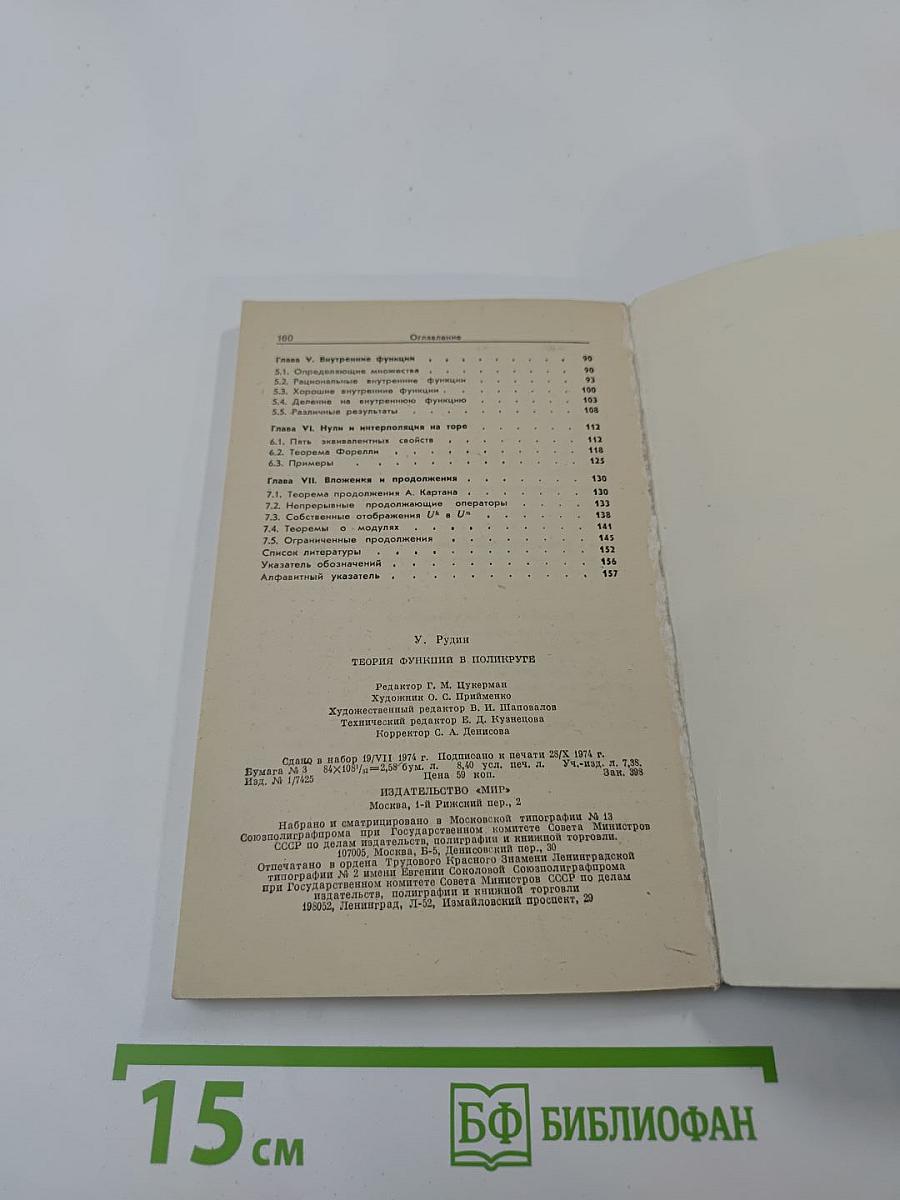 160 Оглавление
Глава V. Внутренние функции . . . . . . . . 90
5.1. Определяющие множества . . . . . . . . 90
5.2. Рациональные внутренние функции . . . . . . 93
5.3. Хорошие внутренние функции . . . . . . . 100
5.4. Деление на внутреннюю функцию . . . . . . 103
5.5. Различные результаты . . . . . . . . . 108
Глава VI. Нули и интерполяция на торе . . . . . . 112
6.1. Пять эквивалентных свойств . . . . . . . . 112
6.2. Теорема Форелли . . . . . . . . . . 118
6.3. Примеры . . . . . . . . . . . 125
Глава VII. Вложения и продолжения . . . . . . . 130
7.1. Теорема продолжения А. Картана . . . . . . . 130
7.2. Непрерывные продолжающие операторы . . . . . 133
7.3. Собственные отображения Uᵏ в Uⁿ . . . . . . 138
7.4. Теоремы о модулях . . . . . . . . . . 141
7.5. Ограниченные продолжения . . . . . . . . 145
Список литературы . . . . . . . . . . . 152
Указатель обозначений . . . . . . . . . . 156
Алфавитный указатель . . . . . . . . . . 157
У. Рудин
ТЕОРИЯ ФУНКЦИЙ В ПОЛИКРУГЕ
Редактор Г. М. Цукерман
Художник О. С. Прийменко
Художественный редактор В. И. Шаповалов
Технический редактор Е. Д. Кузнецова
Корректор С. А. Денисова
Сдано в набор 19/VII 1974 г. Подписано к печати 28/X 1974 г.
Бумага № 3 84×108¹/₃₂=2,58 бум. л. 8,40 усл. печ. л. Уч.-изд. л. 7,38.
Изд. № 1/7425 Цена 59 коп. Зак. 398
ИЗДАТЕЛЬСТВО «МИР»
Москва, 1-й Рижский пер., 2
Набрано и сматрицировано в Московской типографии № 13
Союзполиграфпрома при Государственном комитете Совета Министров
СССР по делам издательств, полиграфии и книжной торговли.
107005, Москва, Б-5, Денисовский пер., 30
Отпечатано в ордена Трудового Красного Знамени Ленинградской
типографии № 2 имени Евгении Соколовой Союзполиграфпрома
при Государственном комитете Совета Министров СССР по делам
издательств, полиграфии и книжной торговли
198052, Ленинград, Л-52, Измайловский проспект, 29
15 см БФ БИБЛИОФАН